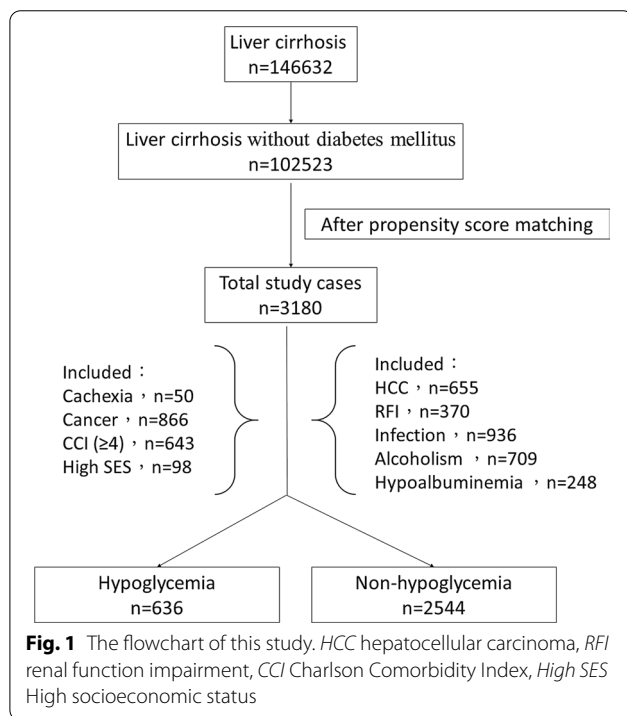 Liver cirrhosis
n=146632
Liver cirrhosis without diabetes mellitus
n=102523
After propensity score matching
Total study cases
n=3180
Included：
Cachexia，n=50
Cancer，n=866
CCI (≥4)，n=643
High SES，n=98
Included：
HCC，n=655
RFI，n=370
Infection，n=936
Alcoholism，n=709
Hypoalbuminemia，n=248
Hypoglycemia
n=636
Non-hypoglycemia
n=2544
Fig. 1 The flowchart of this study. HCC hepatocellular carcinoma, RFI
renal function impairment, CCI Charlson Comorbidity Index, High SES
High socioeconomic status